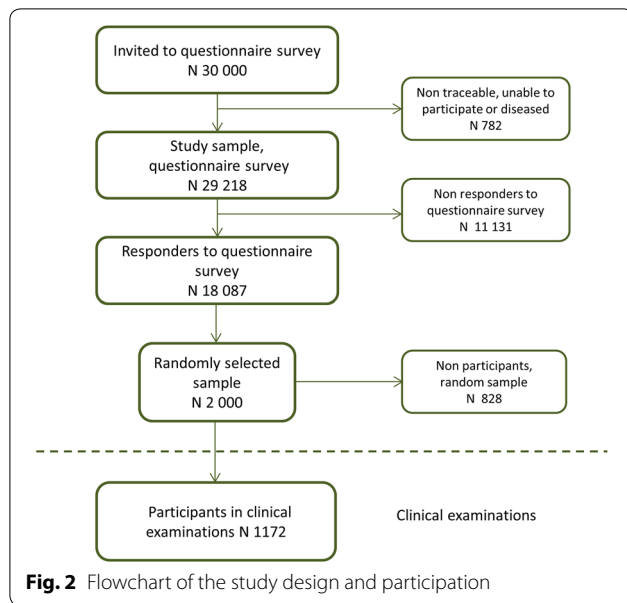 Invited to questionnaire survey
N 30 000
Non traceable, unable to
participate or diseased
N 782
Study sample,
questionnaire survey
N 29 218
Non responders to
questionnaire survey
N 11 131
Responders to questionnaire
survey
N 18 087
Randomly selected
sample
N 2 000
Non participants,
random sample
N 828
Participants in clinical
examinations N 1172
Clinical examinations
Fig. 2 Flowchart of the study design and participation